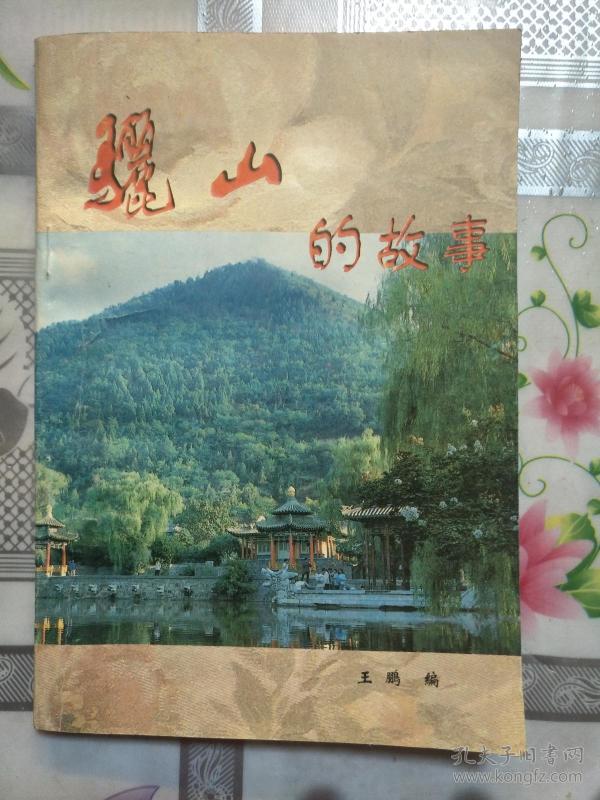 骊山
的故事
王鹏 编
孔夫子旧书网
www.kongfz.com